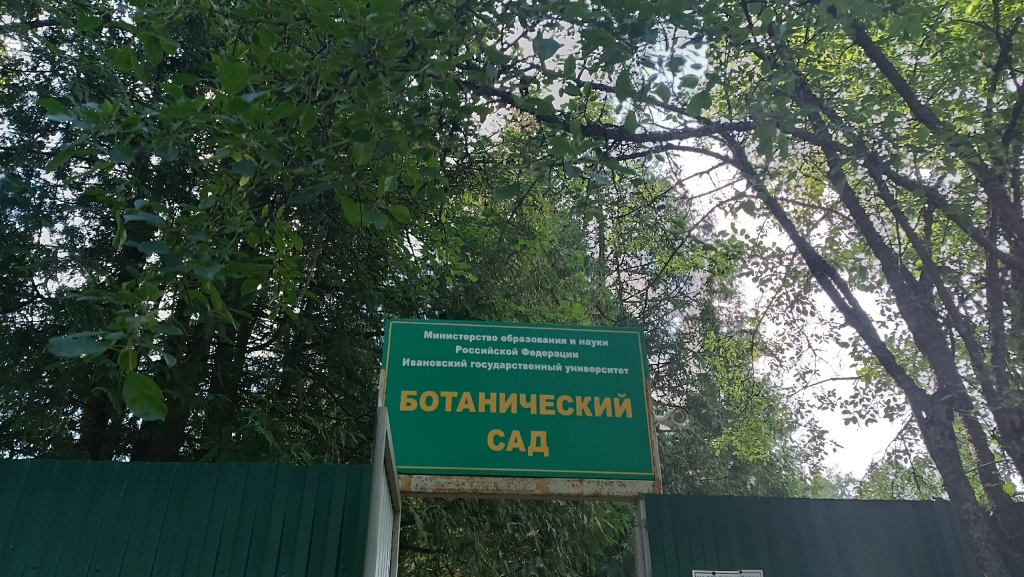 Министерство образования и науки
Российской Федерации
Ивановский государственный университет
БОТАНИЧЕСКИЙ
САД